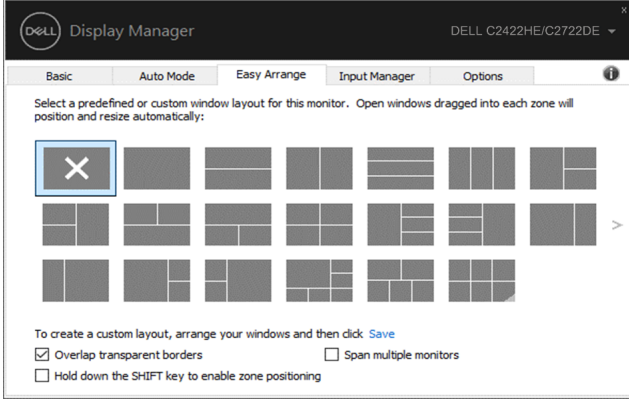 x
DELL Display Manager
DELL C2422HE/C2722DE
Basic Auto Mode Easy Arrange Input Manager Options i
Select a predefined or custom window layout for this monitor. Open windows dragged into each zone will
position and resize automatically:
>
To create a custom layout, arrange your windows and then click Save
Overlap transparent borders Span multiple monitors
Hold down the SHIFT key to enable zone positioning